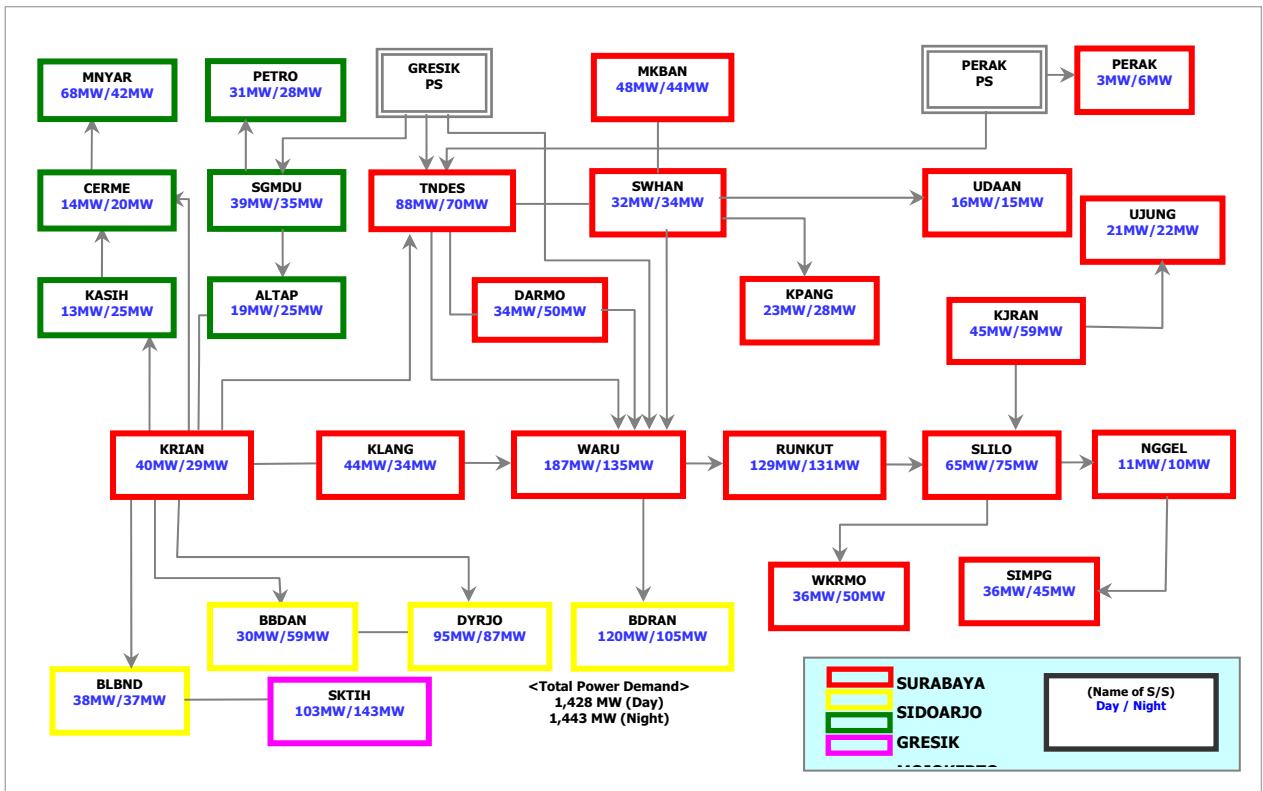 MNYAR
68MW/42MW
PETRO
31MW/28MW
GRESIK
PS
MKBAN
48MW/44MW
PERAK
PS
PERAK
3MW/6MW
CERME
14MW/20MW
SGMDU
39MW/35MW
TNDES
88MW/70MW
SWHAN
32MW/34MW
UDAAN
16MW/15MW
UJUNG
21MW/22MW
KASIH
13MW/25MW
ALTAP
19MW/25MW
DARMO
34MW/50MW
KPANG
23MW/28MW
KJRAN
45MW/59MW
KRIAN
40MW/29MW
KLANG
44MW/34MW
WARU
187MW/135MW
RUNKUT
129MW/131MW
SLILO
65MW/75MW
NGGEL
11MW/10MW
WKRMO
36MW/50MW
SIMPG
36MW/45MW
BBDAN
30MW/59MW
DYRJO
95MW/87MW
BDRAN
120MW/105MW
BLBND
38MW/37MW
SKTIH
103MW/143MW
<Total Power Demand>
1,428 MW (Day)
1,443 MW (Night)
SURABAYA
SIDOARJO
GRESIK
(Name of S/S)
Day / Night